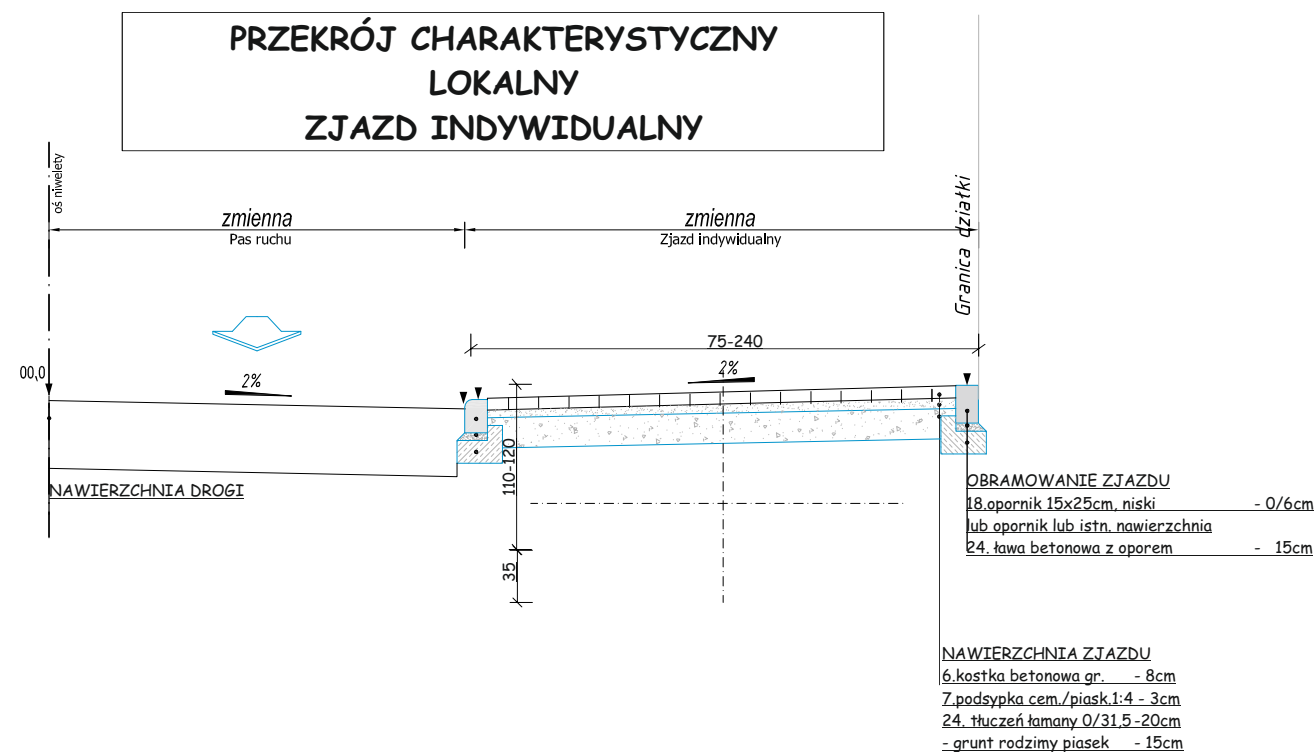 PRZEKRÓJ CHARAKTERYSTYCZNY
LOKALNY
ZJAZD INDYWIDUALNY
oś niwelety
zmienna
Pas ruchu
zmienna
Zjazd indywidualny
Granica działki
75-240
00,0
2%
2%
110-120
35
NAWIERZCHNIA DROGI
OBRAMOWANIE ZJAZDU
18.opornik 15x25cm, niski - 0/6cm
lub opornik lub istn. nawierzchnia
24. ława betonowa z oporem - 15cm
NAWIERZCHNIA ZJAZDU
6.kostka betonowa gr. - 8cm
7.podsypka cem./piask.1:4 - 3cm
24. tłuczeń łamany 0/31,5 -20cm
- grunt rodzimy piasek - 15cm